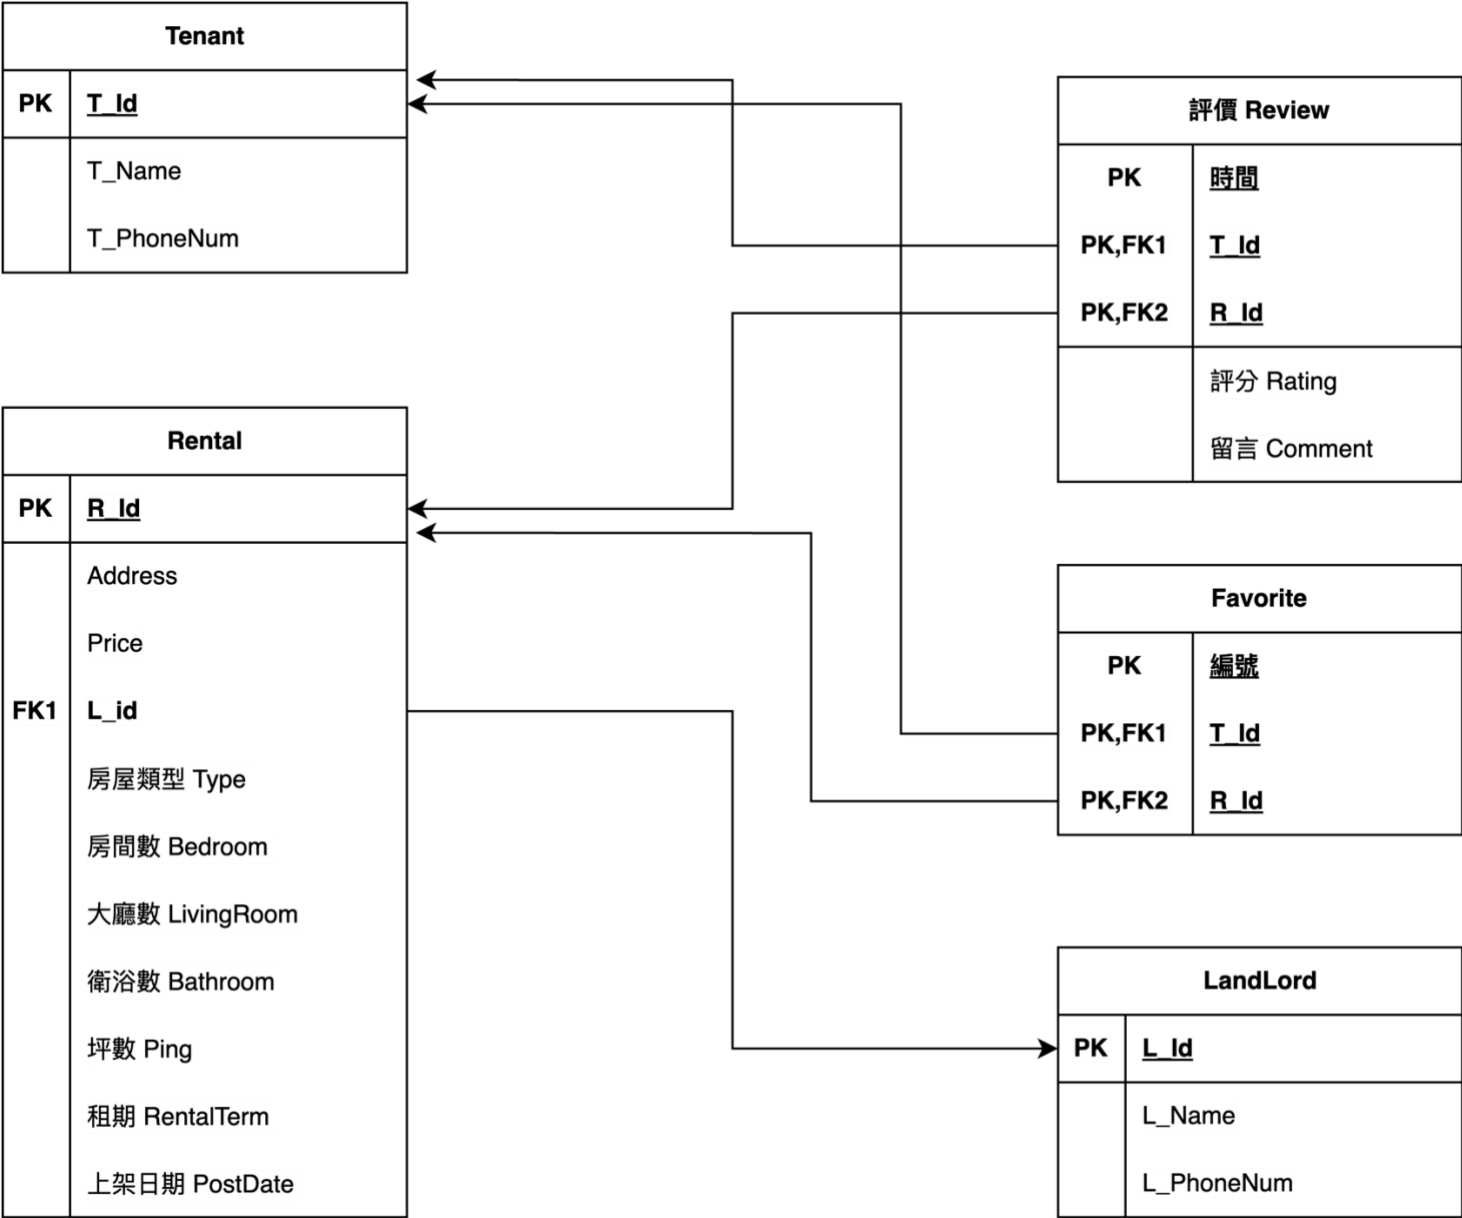 Tenant
PK T_Id
T_Name
T_PhoneNum
Rental
PK R_Id
Address
Price
FK1 L_id
房屋類型 Type
房間數 Bedroom
大廳數 LivingRoom
衛浴數 Bathroom
坪數 Ping
租期 RentalTerm
上架日期 PostDate
評價 Review
PK 時間
PK,FK1 T_Id
PK,FK2 R_Id
評分 Rating
留言 Comment
Favorite
PK 編號
PK,FK1 T_Id
PK,FK2 R_Id
LandLord
PK L_Id
L_Name
L_PhoneNum